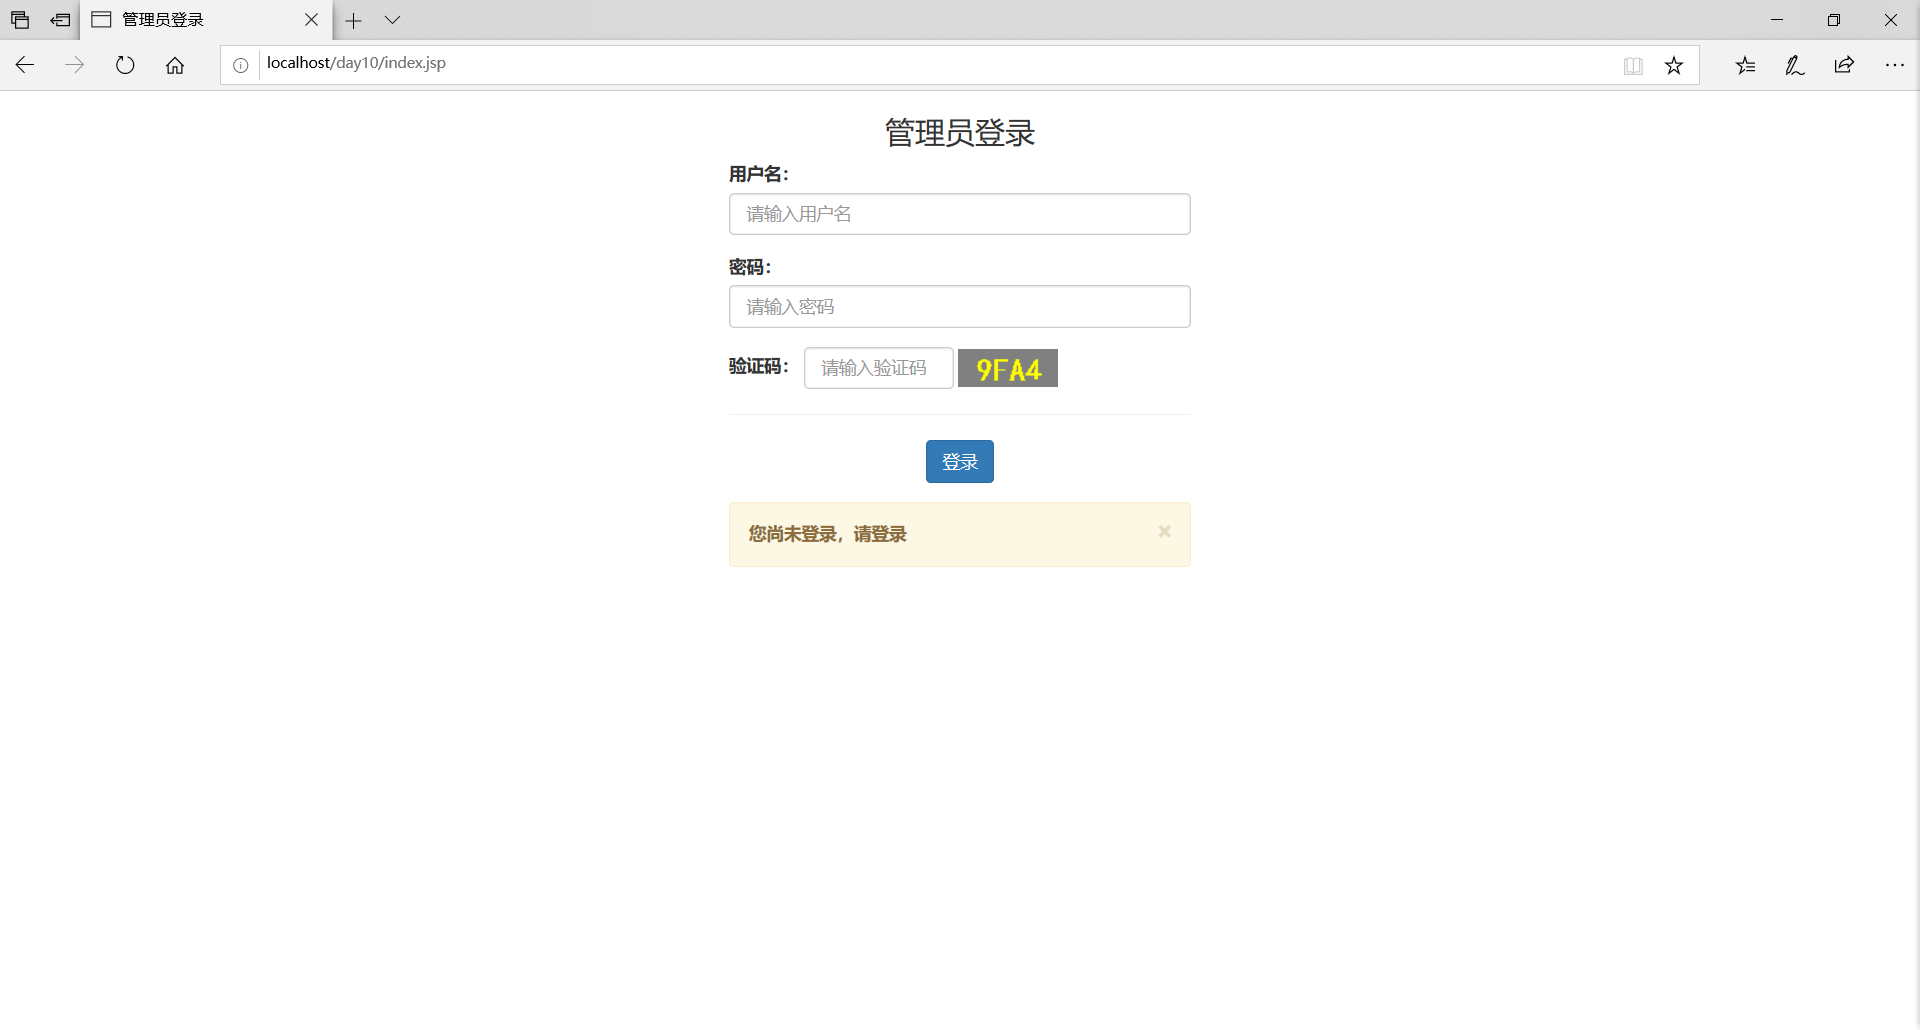 管理员登录
localhost/day10/index.jsp
管理员登录
用户名：
请输入用户名
密码：
请输入密码
验证码： 请输入验证码 9FA4
登录
您尚未登录，请登录 ×